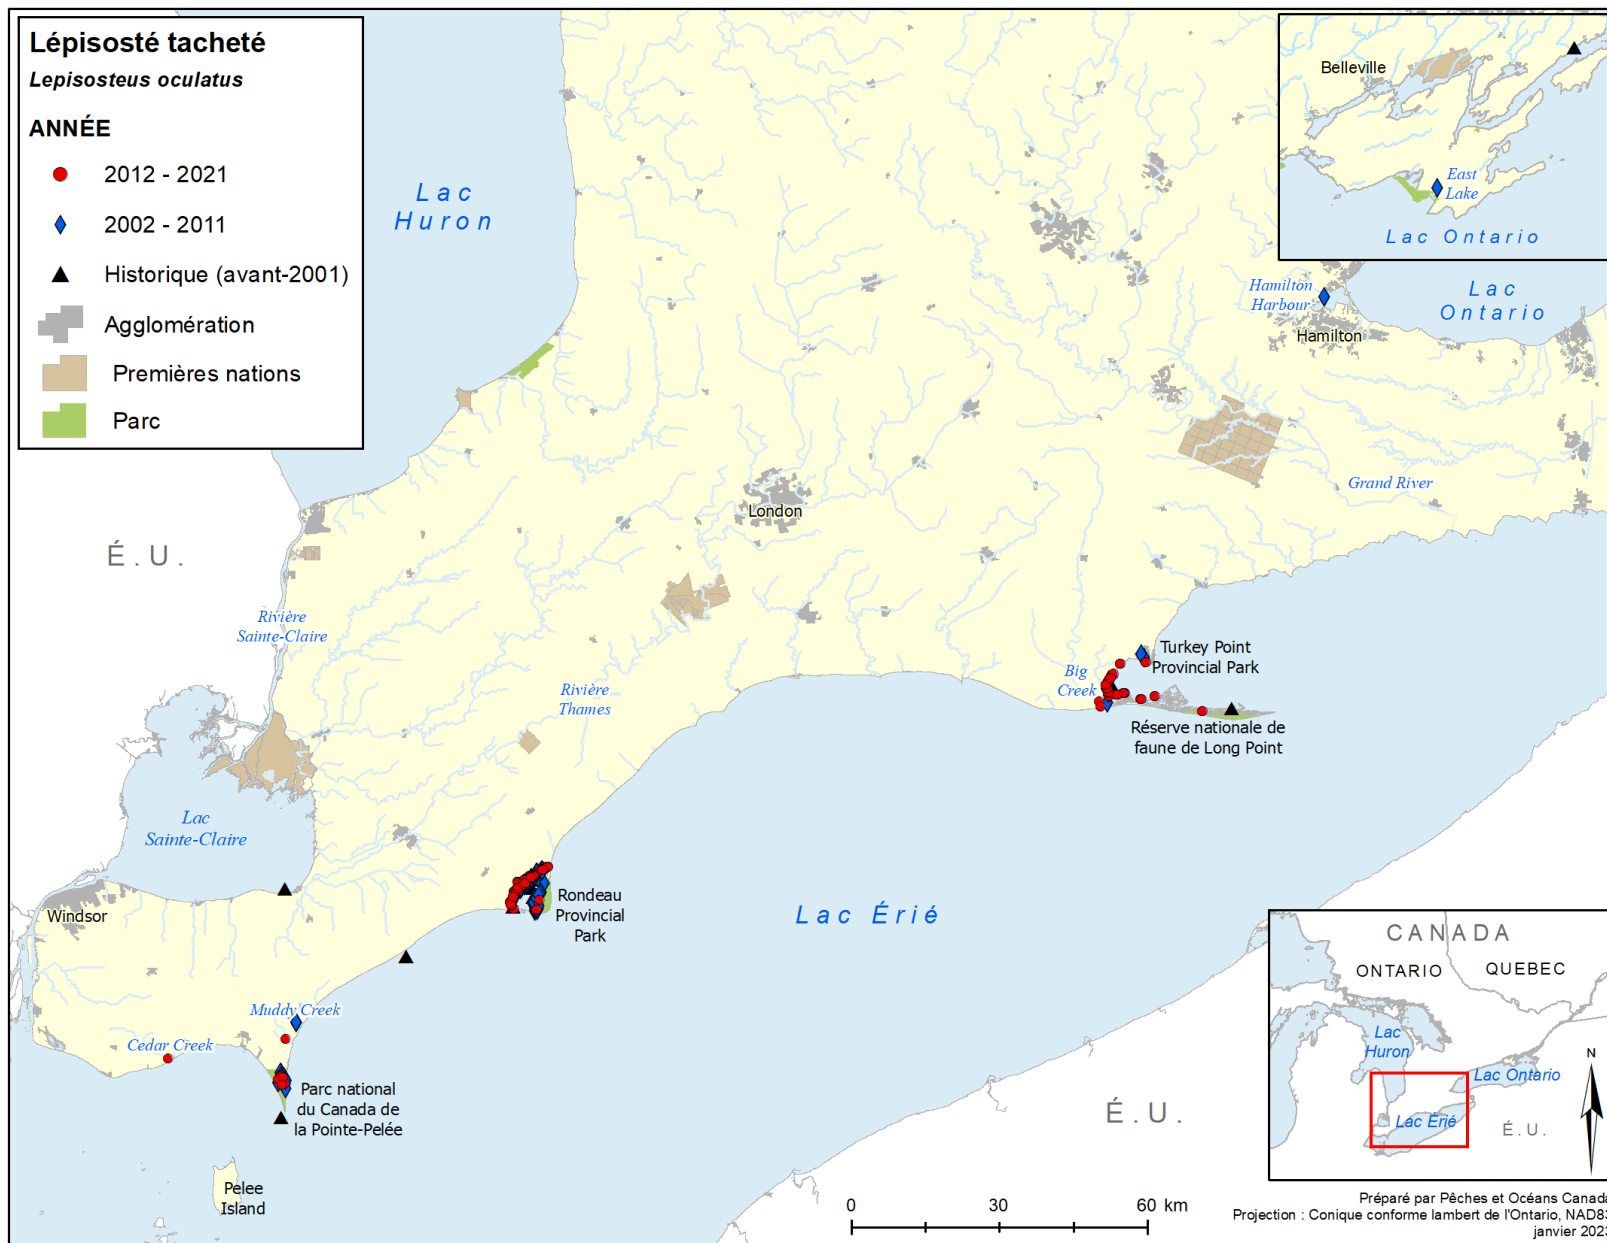 Lépisosté tacheté
Lepisosteus oculatus
ANNÉE
2012 - 2021
2002 - 2011
Historique (avant-2001)
Agglomération
Premières nations
Parc
Lac
Huron
Belleville
East
Lake
Lac Ontario
Hamilton
Harbour
Lac
Ontario
Hamilton
Grand River
London
É.U.
Rivière
Sainte-Claire
Rivière
Thames
Turkey Point
Provincial Park
Big
Creek
Réserve nationale de
faune de Long Point
Lac
Sainte-Claire
Windsor
Rondeau
Provincial
Park
Lac Érié
Muddy Creek
Cedar Creek
Parc national
du Canada de
la Pointe-Pelée
Pelee
Island
É.U.
CANADA
ONTARIO
QUEBEC
Lac
Huron
Lac Ontario
Lac Érié
É.U.
N
0 30 60 km
Préparé par Pêches et Océans Canada
Projection : Conique conforme lambert de l'Ontario, NAD83
janvier 2023